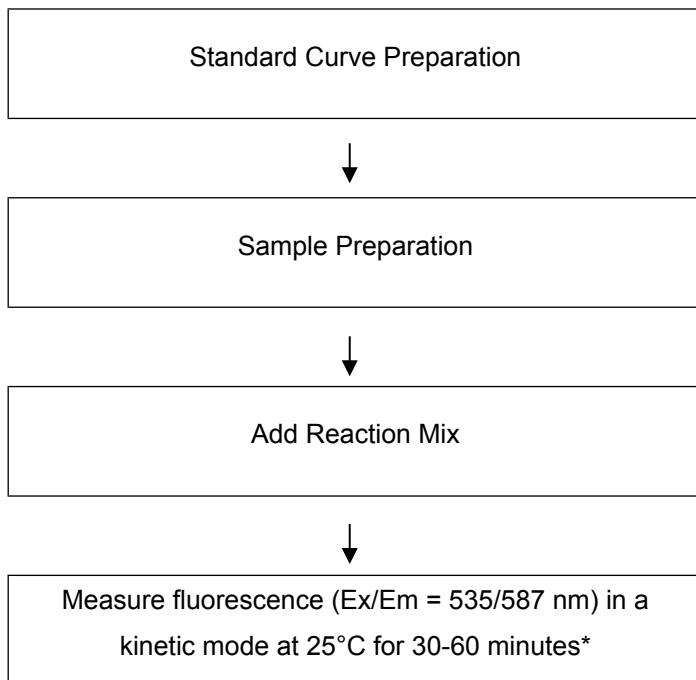 Standard Curve Preparation
Sample Preparation
Add Reaction Mix
Measure fluorescence (Ex/Em = 535/587 nm) in a
kinetic mode at 25°C for 30-60 minutes*